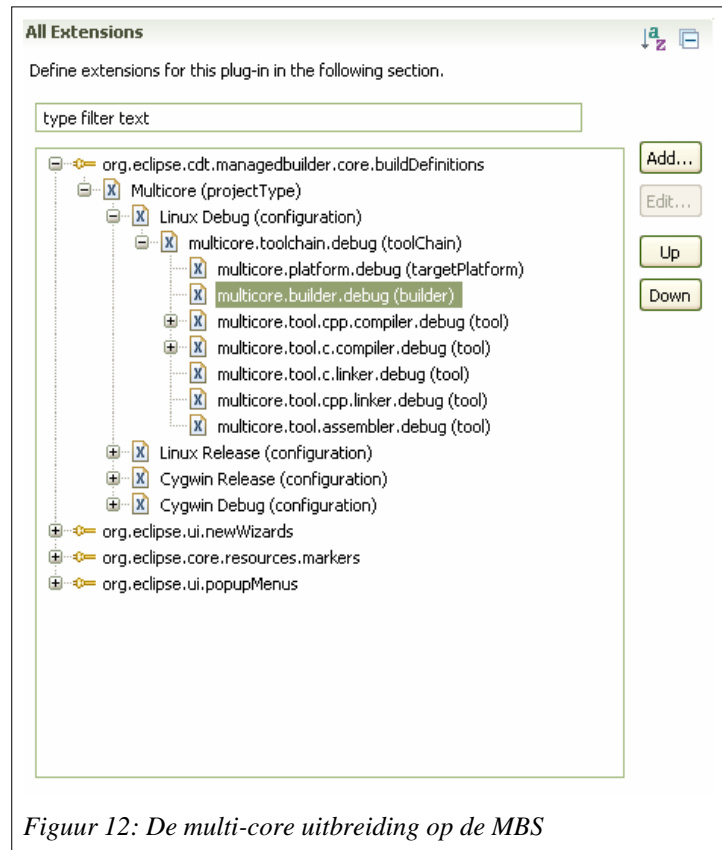 All Extensions
Define extensions for this plug-in in the following section.
type filter text
org.eclipse.cdt.managedbuilder.core.buildDefinitions
Multicore (projectType)
Linux Debug (configuration)
multicore.toolchain.debug (toolChain)
multicore.platform.debug (targetPlatform)
multicore.builder.debug (builder)
multicore.tool.cpp.compiler.debug (tool)
multicore.tool.c.compiler.debug (tool)
multicore.tool.c.linker.debug (tool)
multicore.tool.cpp.linker.debug (tool)
multicore.tool.assembler.debug (tool)
Linux Release (configuration)
Cygwin Release (configuration)
Cygwin Debug (configuration)
org.eclipse.ui.newWizards
org.eclipse.core.resources.markers
org.eclipse.ui.popupMenus
Add...
Edit...
Up
Down
Figuur 12: De multi-core uitbreiding op de MBS